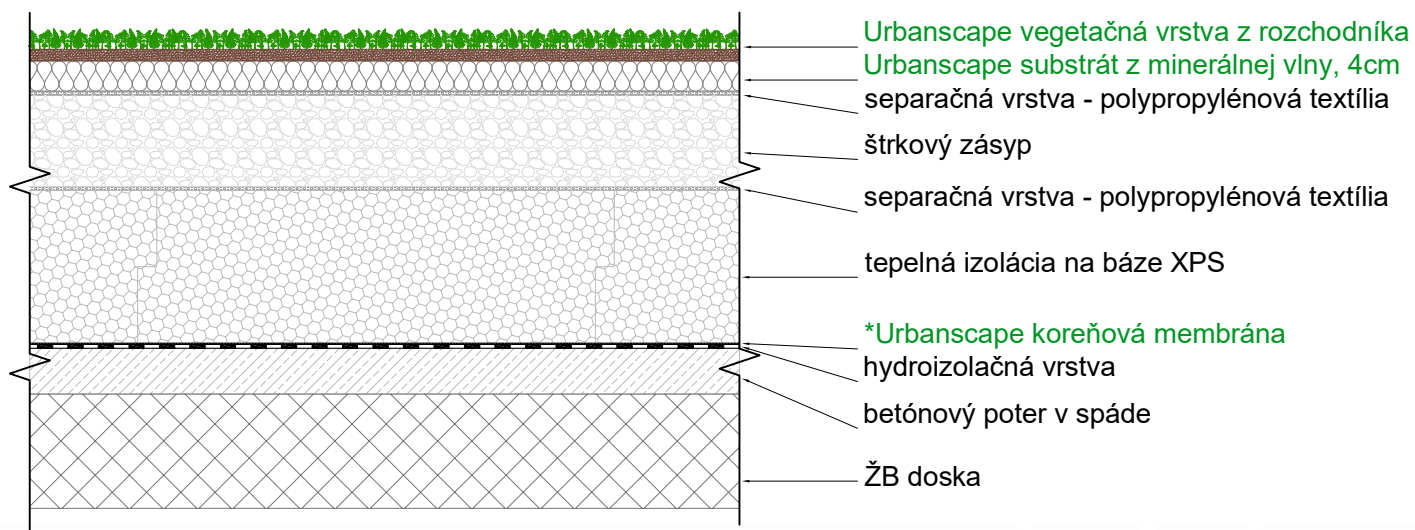 Urbanscape vegetačná vrstva z rozchodníka
Urbanscape substrát z minerálnej vlny, 4cm
separačná vrstva - polypropylénová textília
štrkový zásyp
separačná vrstva - polypropylénová textília
tepelná izolácia na báze XPS
*Urbanscape koreňová membrána
hydroizolačná vrstva
betónový poter v spáde
ŽB doska